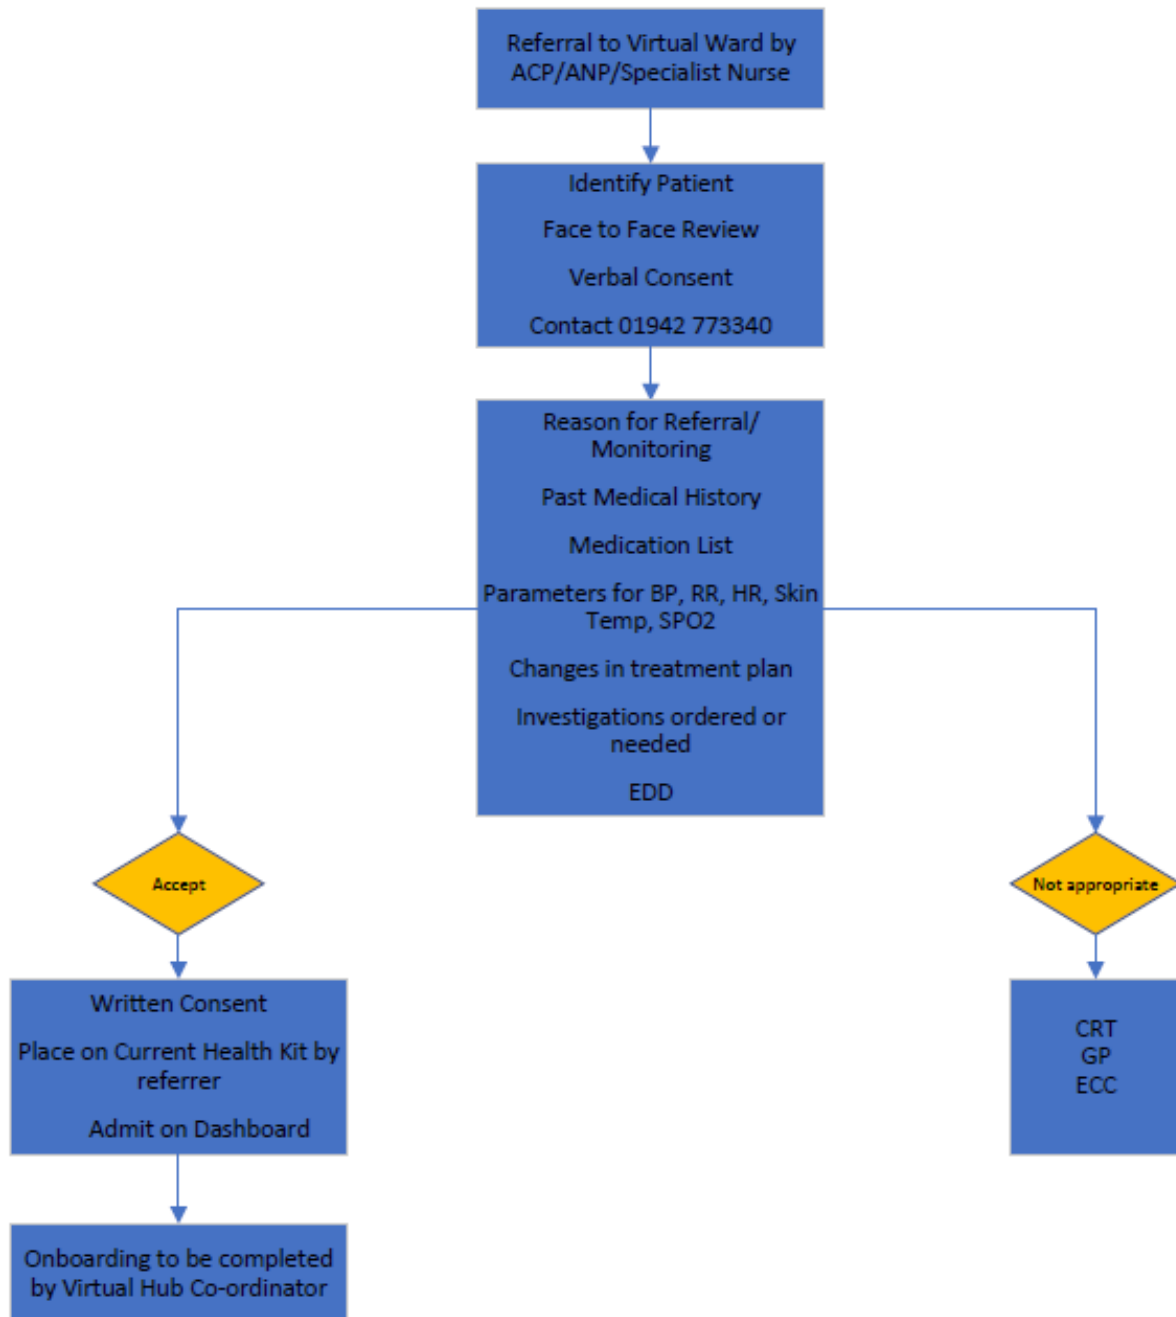 Referral to Virtual Ward by
ACP/ANP/Specialist Nurse
Identify Patient
Face to Face Review
Verbal Consent
Contact 01942 773340
Reason for Referral/
Monitoring
Past Medical History
Medication List
Parameters for BP, RR, HR, Skin
Temp, SPO2
Changes in treatment plan
Investigations ordered or
needed
EDD
Accept
Written Consent
Place on Current Health Kit by
referrer
Admit on Dashboard
Onboarding to be completed
by Virtual Hub Co-ordinator
Not appropriate
CRT
GP
ECC